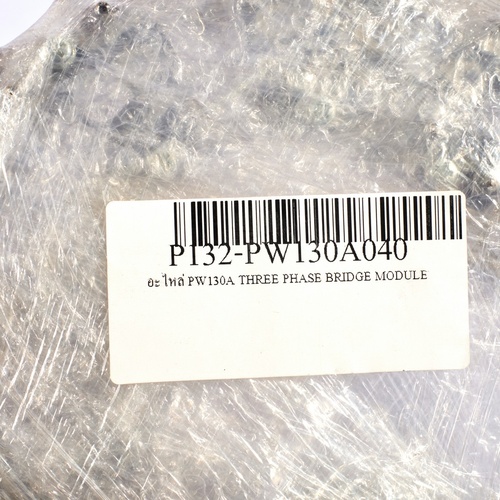 P132-PW130A040
อะไหล่ PW130A THREE PHASE BRIDGE MODULE